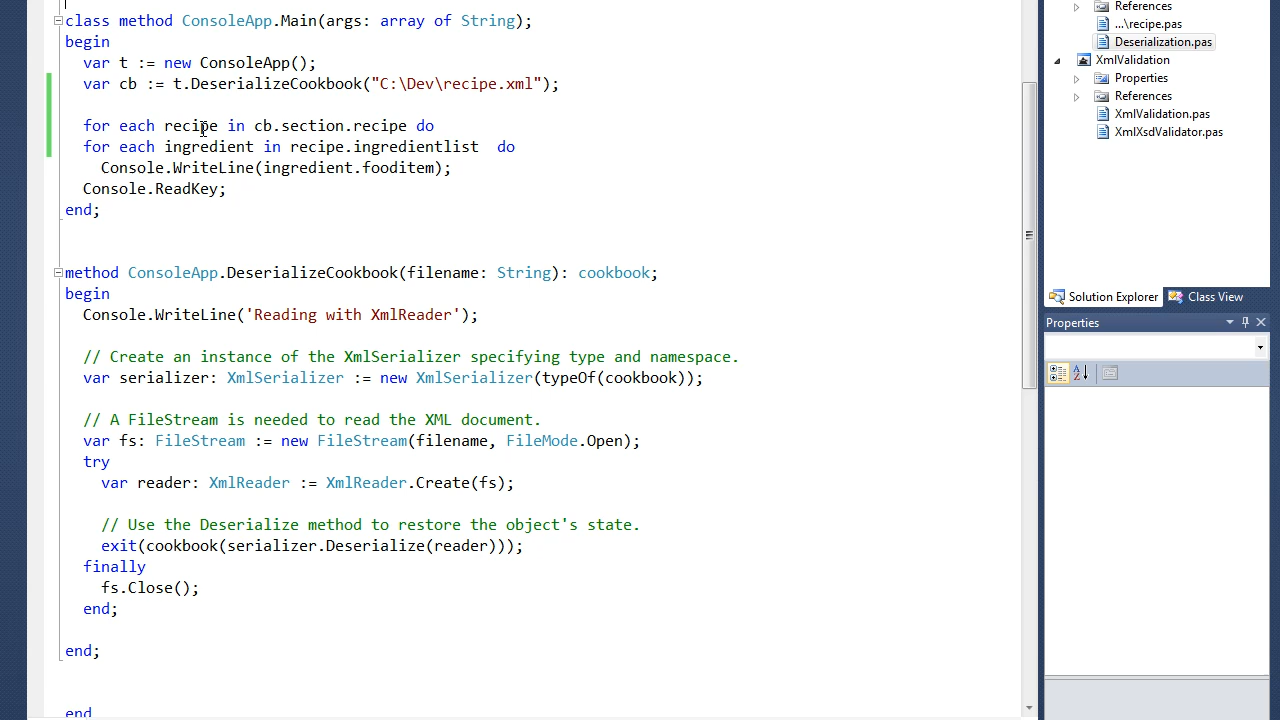 class method ConsoleApp.Main(args: array of String);
begin
  var t := new ConsoleApp();
  var cb := t.DeserializeCookbook("C:\Dev\recipe.xml");
  for each recipe in cb.section.recipe do
  for each ingredient in recipe.ingredientlist  do
    Console.WriteLine(ingredient.fooditem);
  Console.ReadKey;
end;
method ConsoleApp.DeserializeCookbook(filename: String): cookbook;
begin
  Console.WriteLine('Reading with XmlReader');
  // Create an instance of the XmlSerializer specifying type and namespace.
  var serializer: XmlSerializer := new XmlSerializer(typeOf(cookbook));
  // A FileStream is needed to read the XML document.
  var fs: FileStream := new FileStream(filename, FileMode.Open);
  try
    var reader: XmlReader := XmlReader.Create(fs);
    // Use the Deserialize method to restore the object's state.
    exit(cookbook(serializer.Deserialize(reader)));
  finally
    fs.Close();
  end;
end;
end
References
...\recipe.pas
Deserialization.pas
XmlValidation
Properties
References
XmlValidation.pas
XmlXsdValidator.pas
Solution Explorer
Class View
Properties